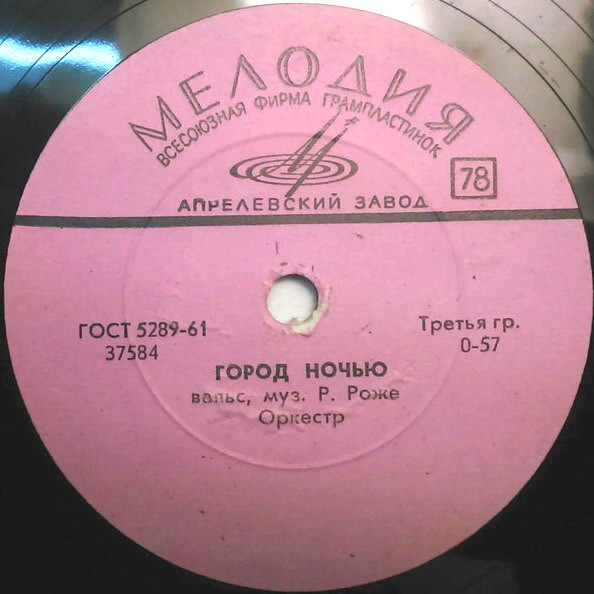 МЕЛОДИЯ
ВСЕСОЮЗНАЯ ФИРМА ГРАМПЛАСТИНОК
78
АПРЕЛЕВСКИЙ ЗАВОД
ГОСТ 5289-61
37584
Третья гр.
0-57
ГОРОД НОЧЬЮ
вальс, муз. Р. Роже
Оркестр